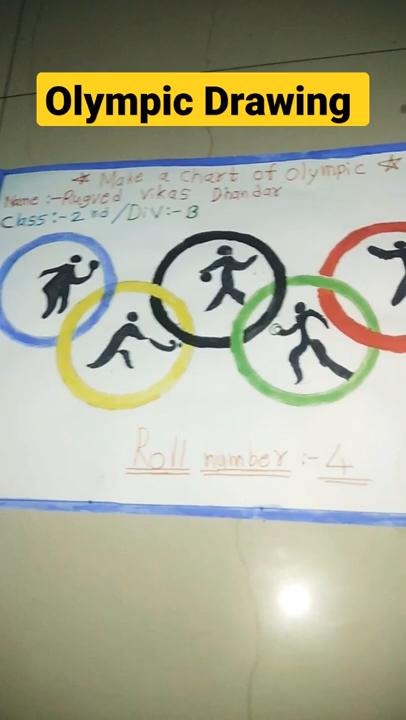 Olympic Drawing
☆ Make a Chart of Olympic ☆
Name :- Rugved Vikas Dhandar
Class :- 2nd / Div :- B
Roll number :- 4